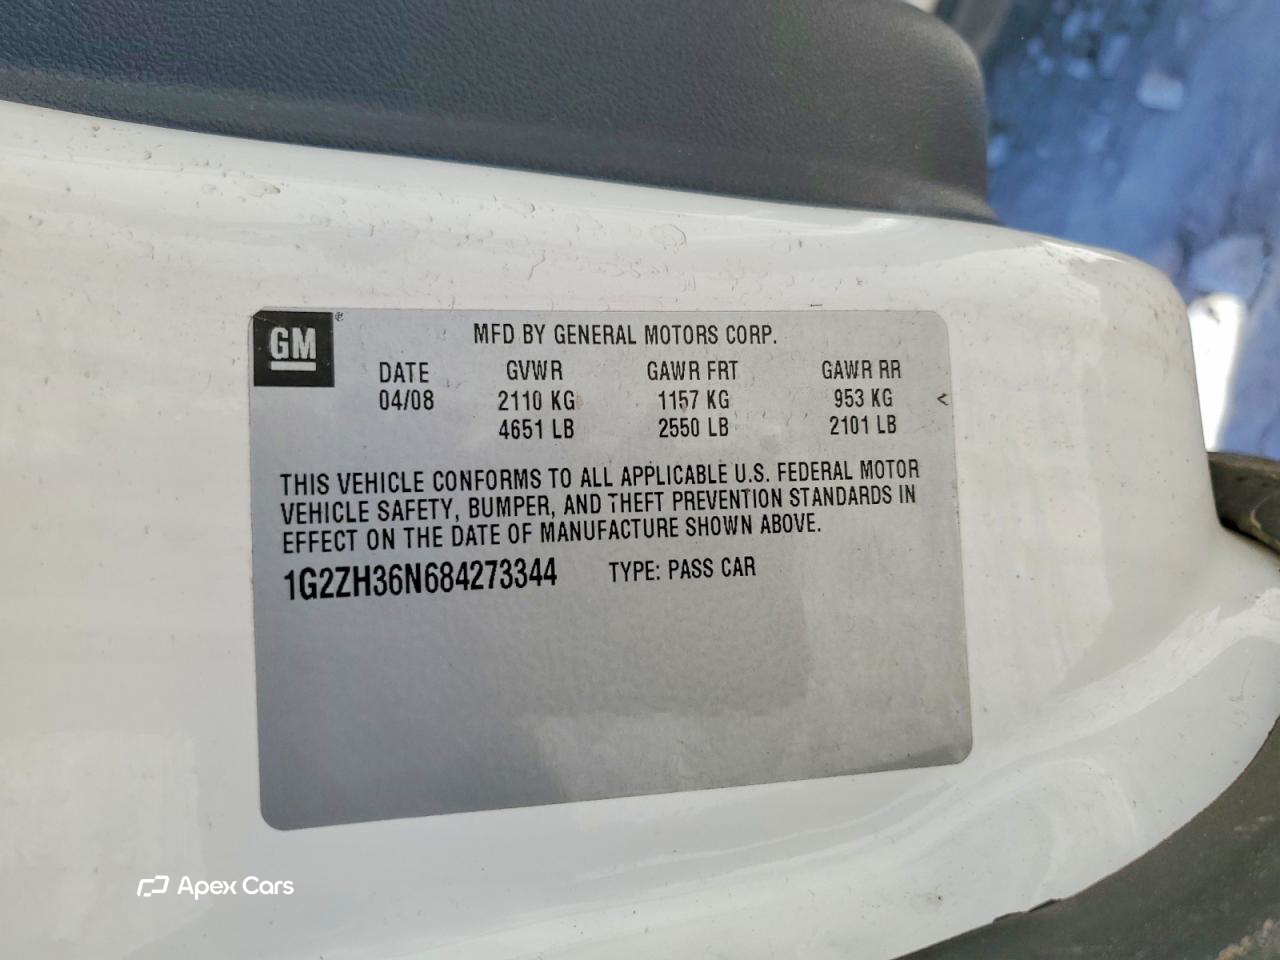 GM ®
MFD BY GENERAL MOTORS CORP.
DATE GVWR GAWR FRT GAWR RR
04/08 2110 KG 1157 KG 953 KG <
4651 LB 2550 LB 2101 LB
THIS VEHICLE CONFORMS TO ALL APPLICABLE U.S. FEDERAL MOTOR
VEHICLE SAFETY, BUMPER, AND THEFT PREVENTION STANDARDS IN
EFFECT ON THE DATE OF MANUFACTURE SHOWN ABOVE.
1G2ZH36N684273344 TYPE: PASS CAR
Apex Cars